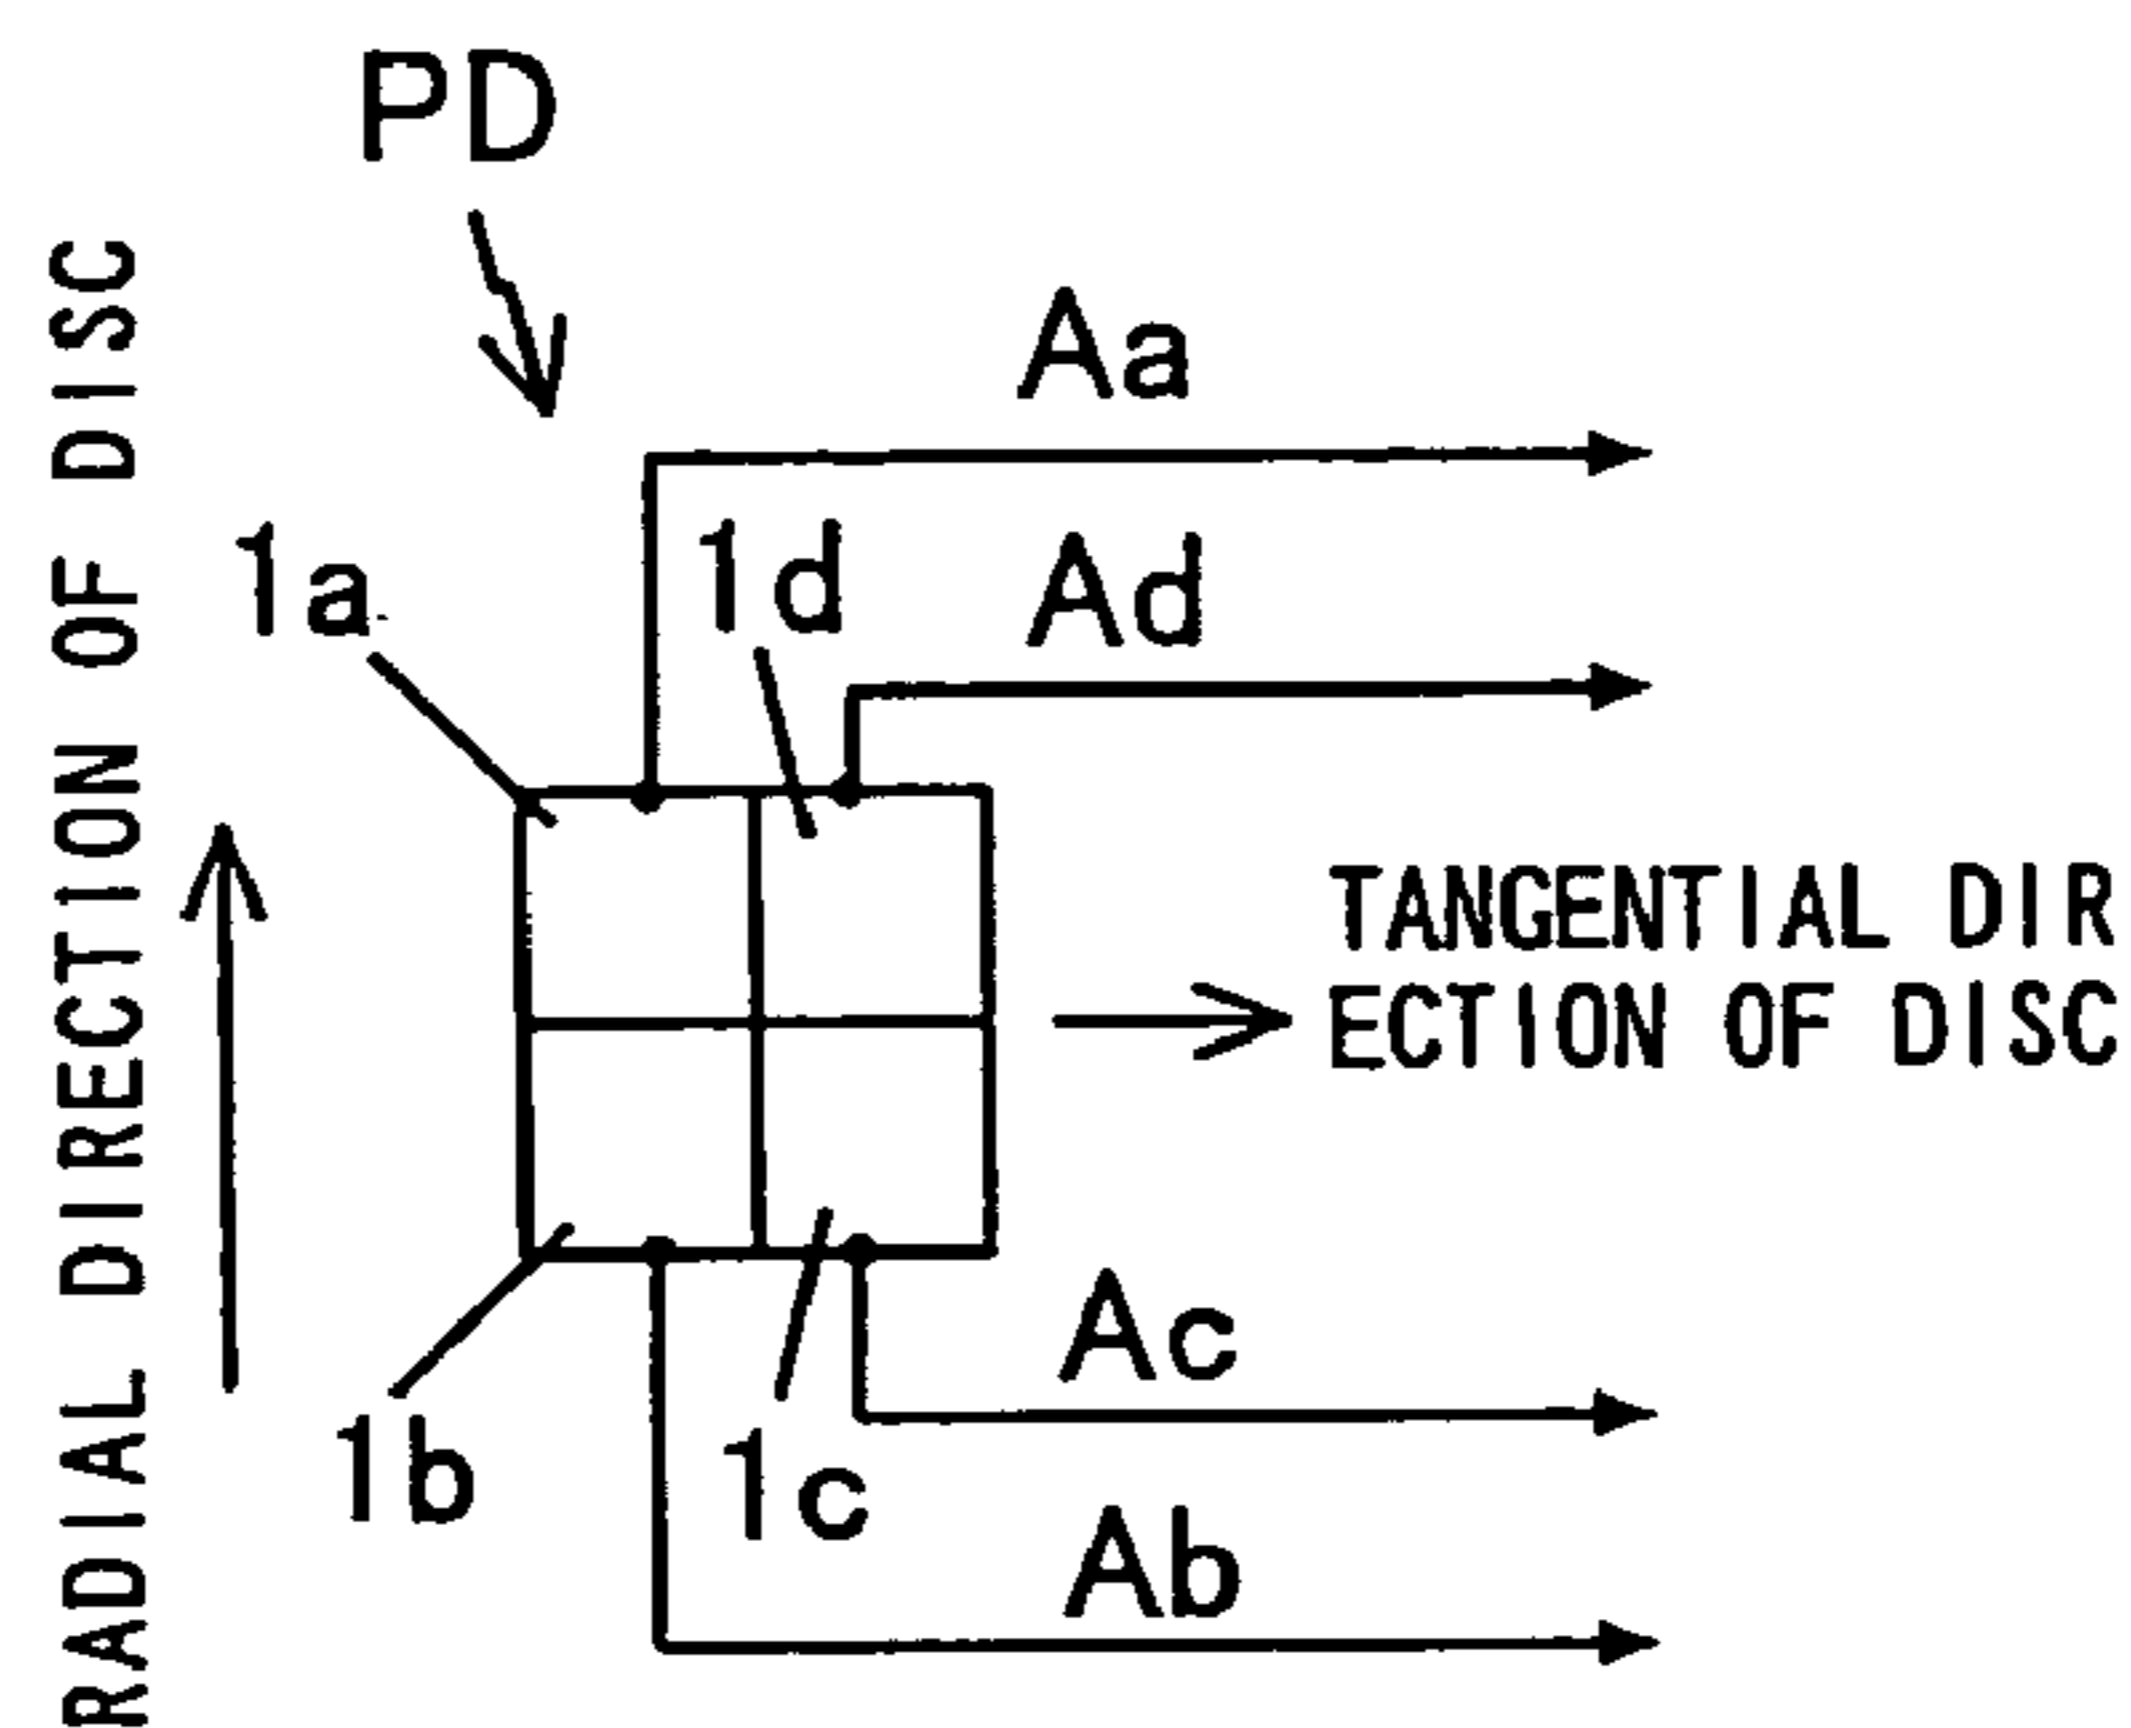 PD
RADIAL DIRECTION OF DISC
Aa
1a
1d
Ad
TANGENTIAL DIR
ECTION OF DISC
Ac
1b
1c
Ab